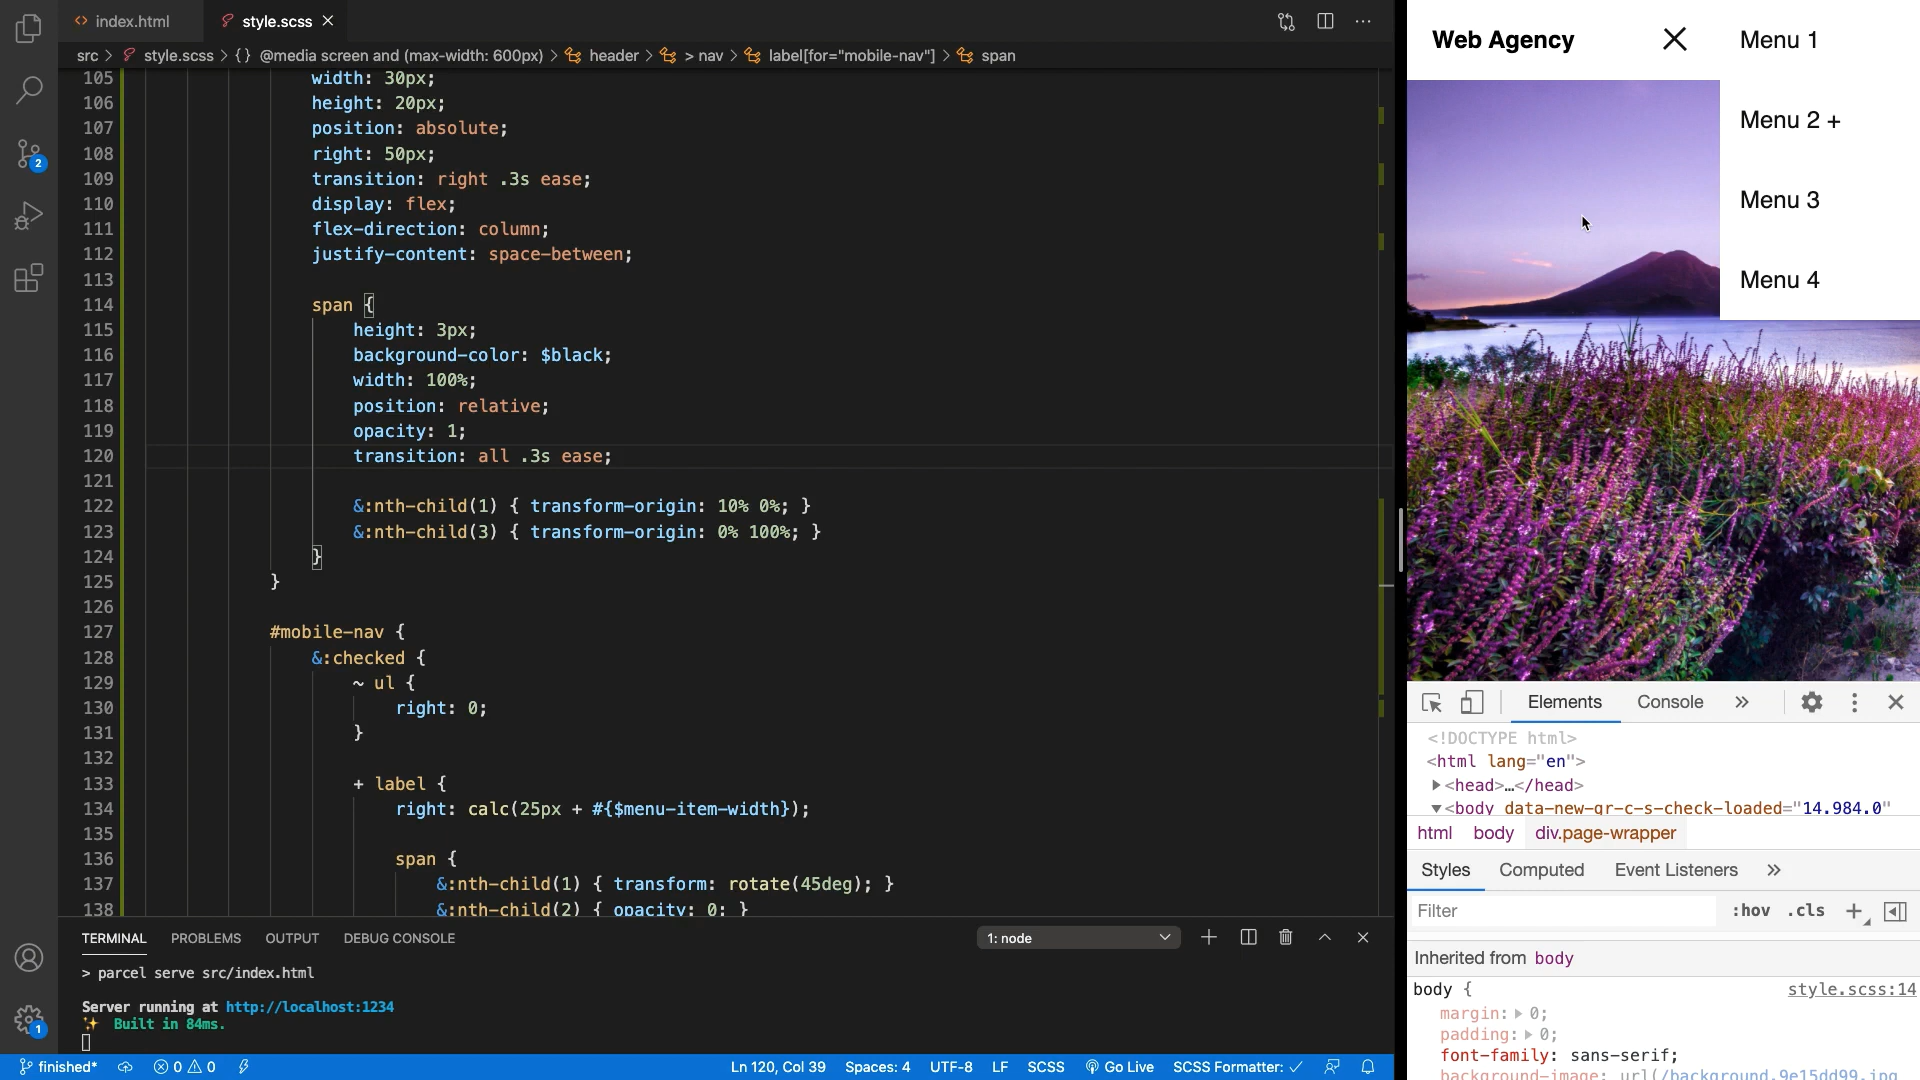 index.html
style.scss
src > style.scss > {} @media screen and (max-width: 600px) > header > > nav > label[for="mobile-nav"] > span
105 width: 30px;
106 height: 20px;
107 position: absolute;
108 right: 50px;
109 transition: right .3s ease;
110 display: flex;
111 flex-direction: column;
112 justify-content: space-between;
113
114 span {
115 height: 3px;
116 background-color: $black;
117 width: 100%;
118 position: relative;
119 opacity: 1;
120 transition: all .3s ease;
121
122 &:nth-child(1) { transform-origin: 10% 0%; }
123 &:nth-child(3) { transform-origin: 0% 100%; }
124 }
125 }
126
127 #mobile-nav {
128 &:checked {
129 ~ ul {
130 right: 0;
131 }
132
133 + label {
134 right: calc(25px + #{$menu-item-width});
135
136 span {
137 &:nth-child(1) { transform: rotate(45deg); }
138 &:nth-child(2) { opacity: 0; }
2
1
TERMINAL PROBLEMS OUTPUT DEBUG CONSOLE 1: node
> parcel serve src/index.html
Server running at http://localhost:1234
✨ Built in 84ms.
finished* 0 0 Ln 120, Col 39 Spaces: 4 UTF-8 LF SCSS Go Live SCSS Formatter: ✓
Web Agency
Menu 1
Menu 2 +
Menu 3
Menu 4
Elements Console »
<!DOCTYPE html>
<html lang="en">
▶<head>…</head>
▼<body data-new-gr-c-s-check-loaded="14.984.0"
html body div.page-wrapper
Styles Computed Event Listeners »
Filter :hov .cls +
Inherited from body
body { style.scss:14
margin:▶ 0;
padding:▶ 0;
font-family: sans-serif;
background-image: url(/background.9e15dd99.jpg